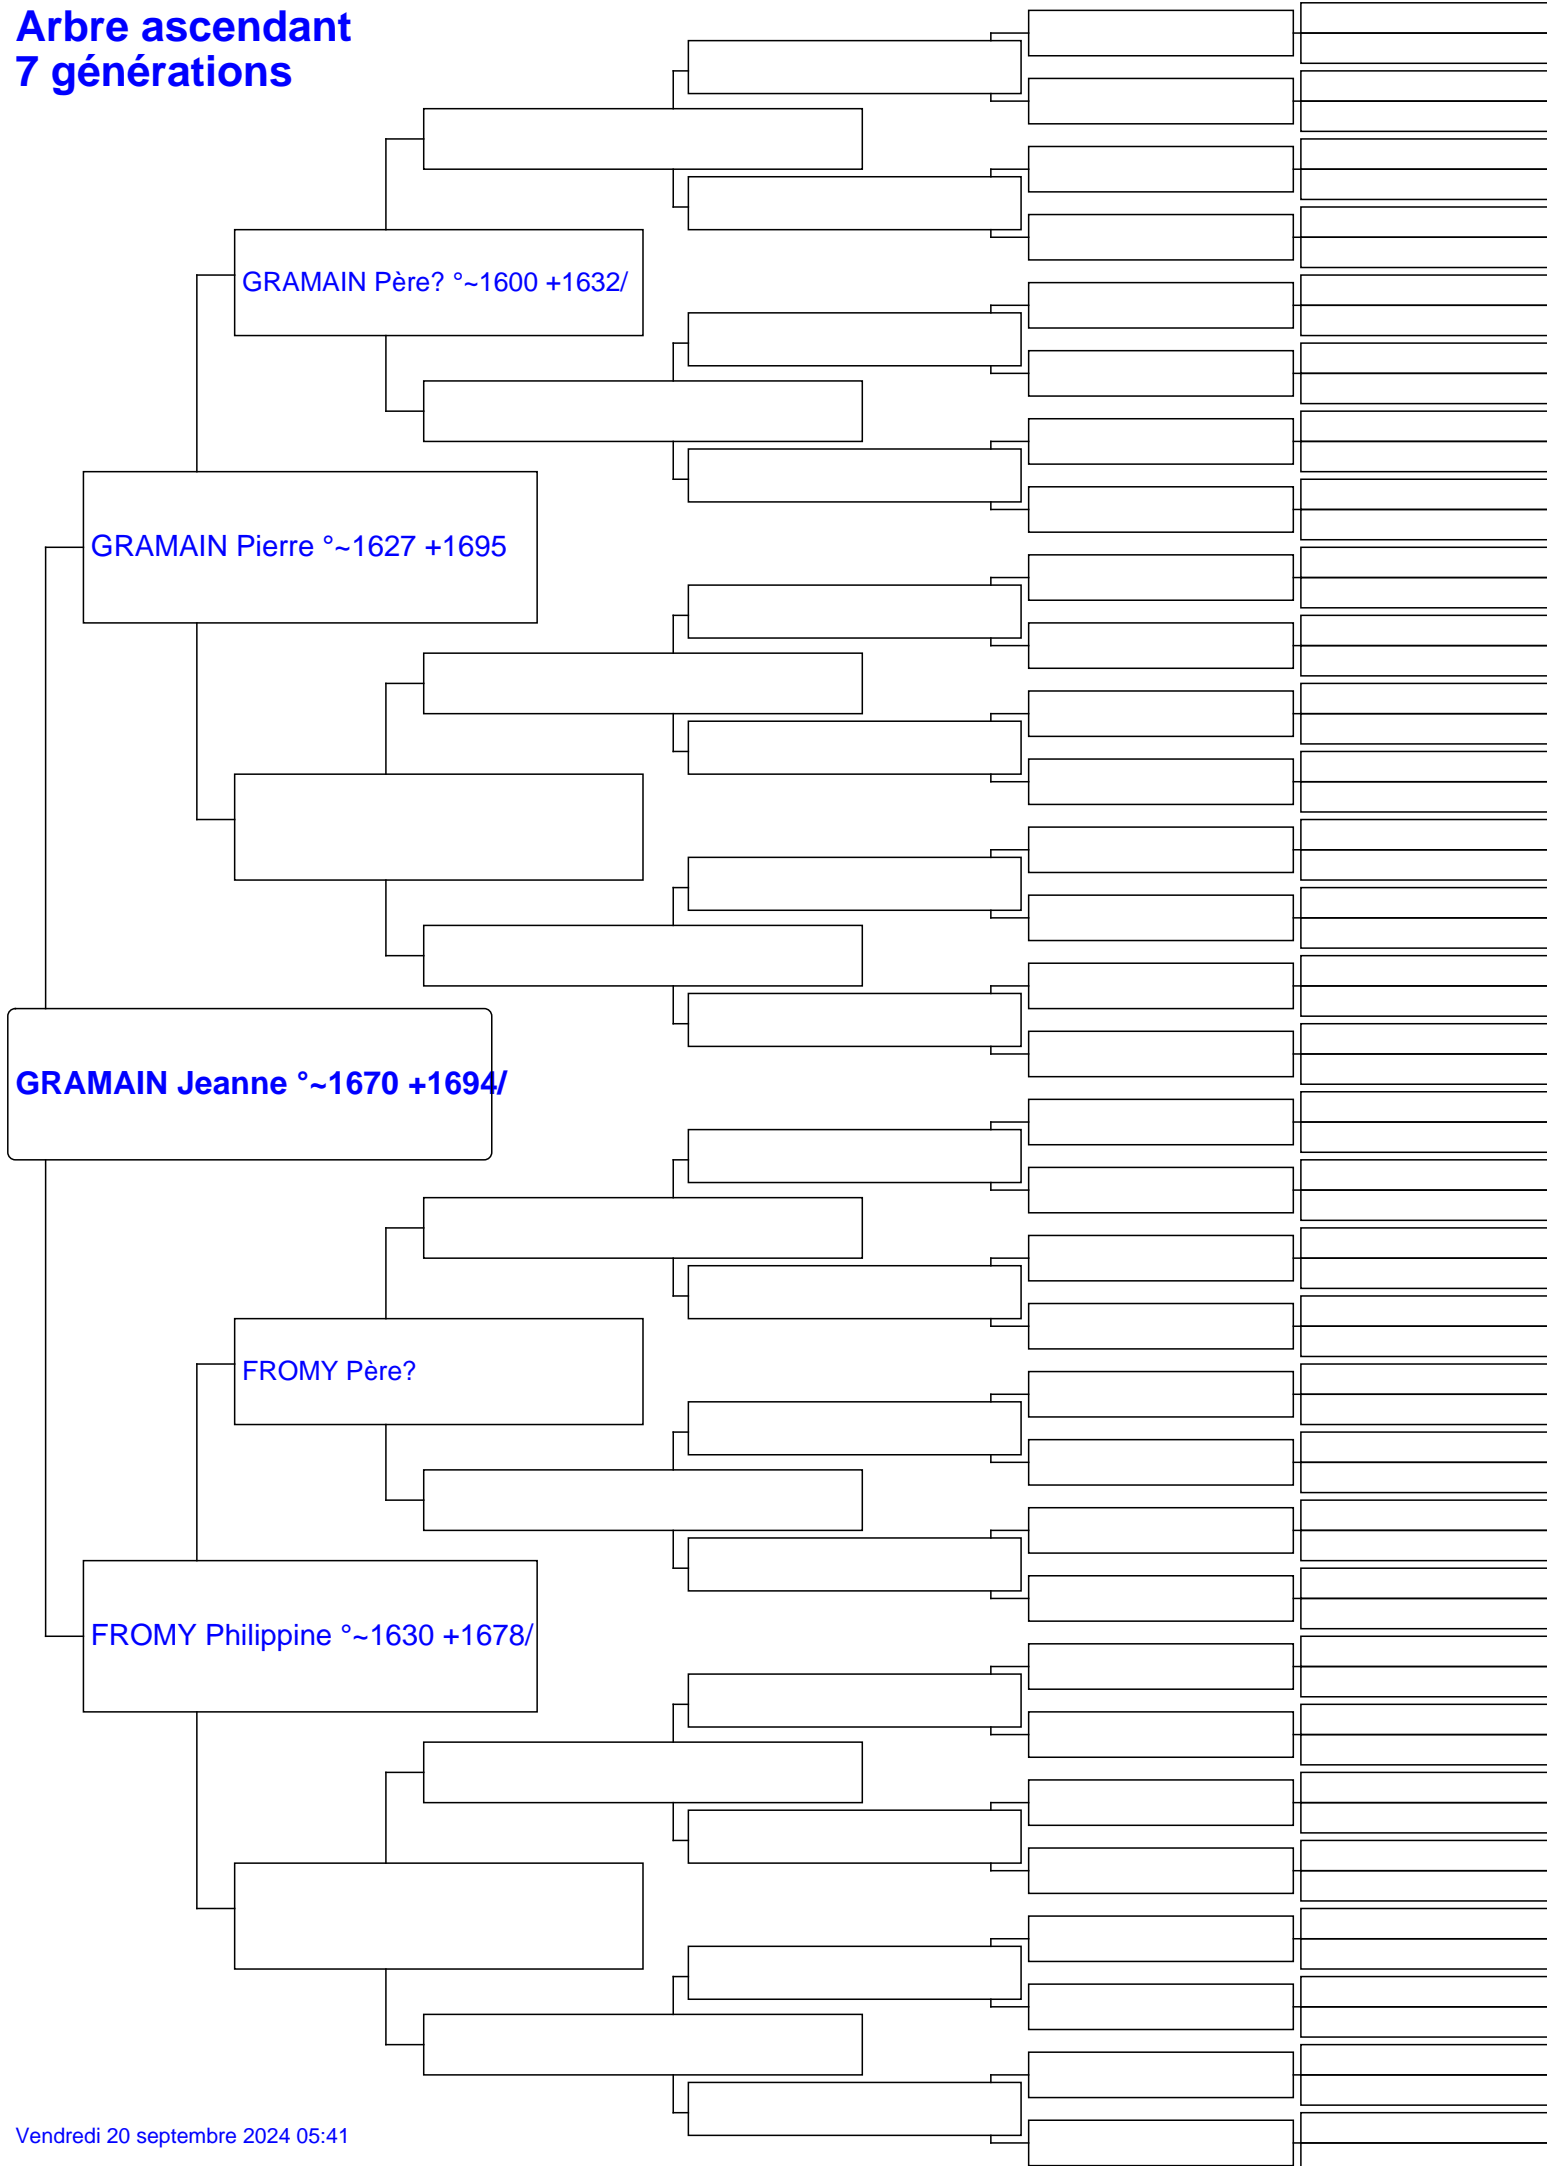 Arbre ascendant
7 générations
GRAMAIN Père? °~1600 +1632/
GRAMAIN Pierre °~1627 +1695
GRAMAIN Jeanne °~1670 +1694/
FROMY Père?
FROMY Philippine °~1630 +1678/
Vendredi 20 septembre 2024 05:41